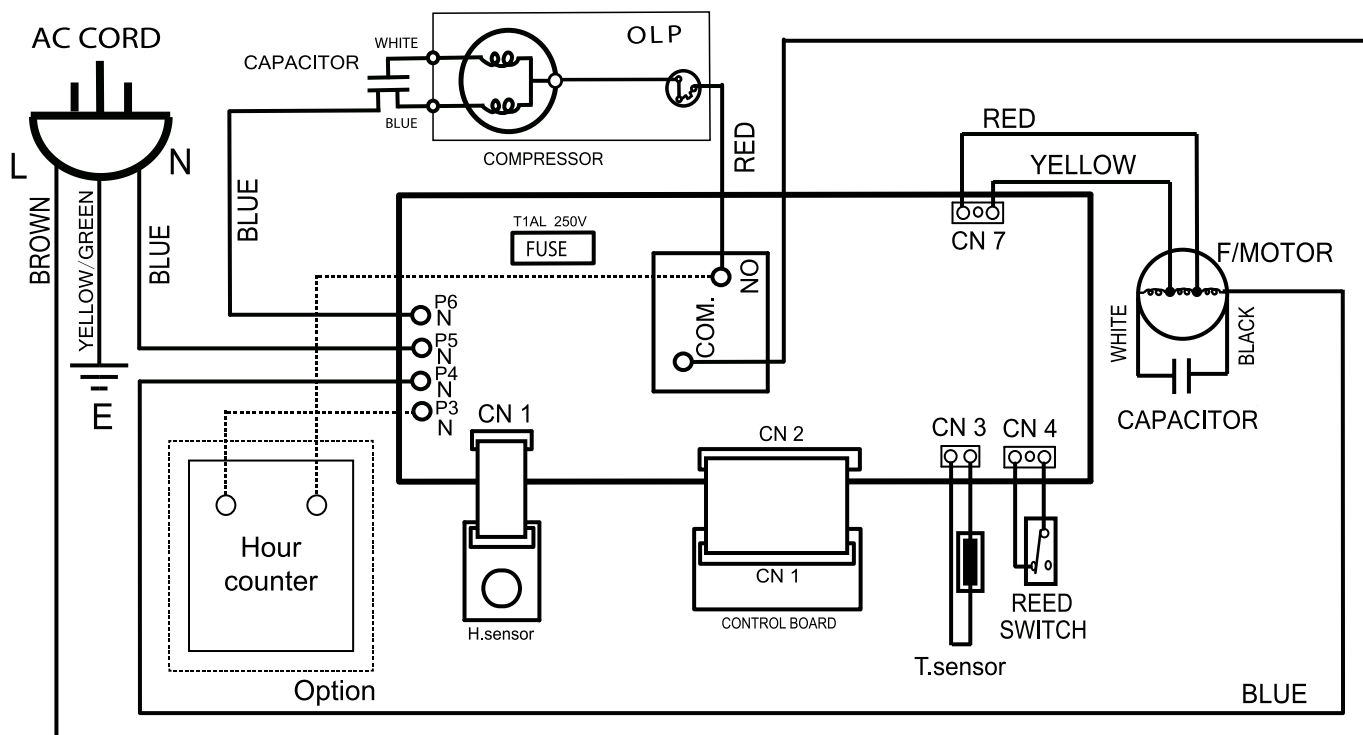 AC CORD
L
N
BROWN
YELLOW/GREEN
BLUE
E
CAPACITOR
WHITE
BLUE
OLP
COMPRESSOR
BLUE
RED
T1AL 250V
FUSE
P6
N
P5
N
P4
N
P3
N
NO
COM.
RED
YELLOW
CN 7
F/MOTOR
WHITE
BLACK
CAPACITOR
CN 1
CN 2
CN 3
CN 4
Hour
counter
Option
H.sensor
CN 1
CONTROL BOARD
T.sensor
REED
SWITCH
BLUE